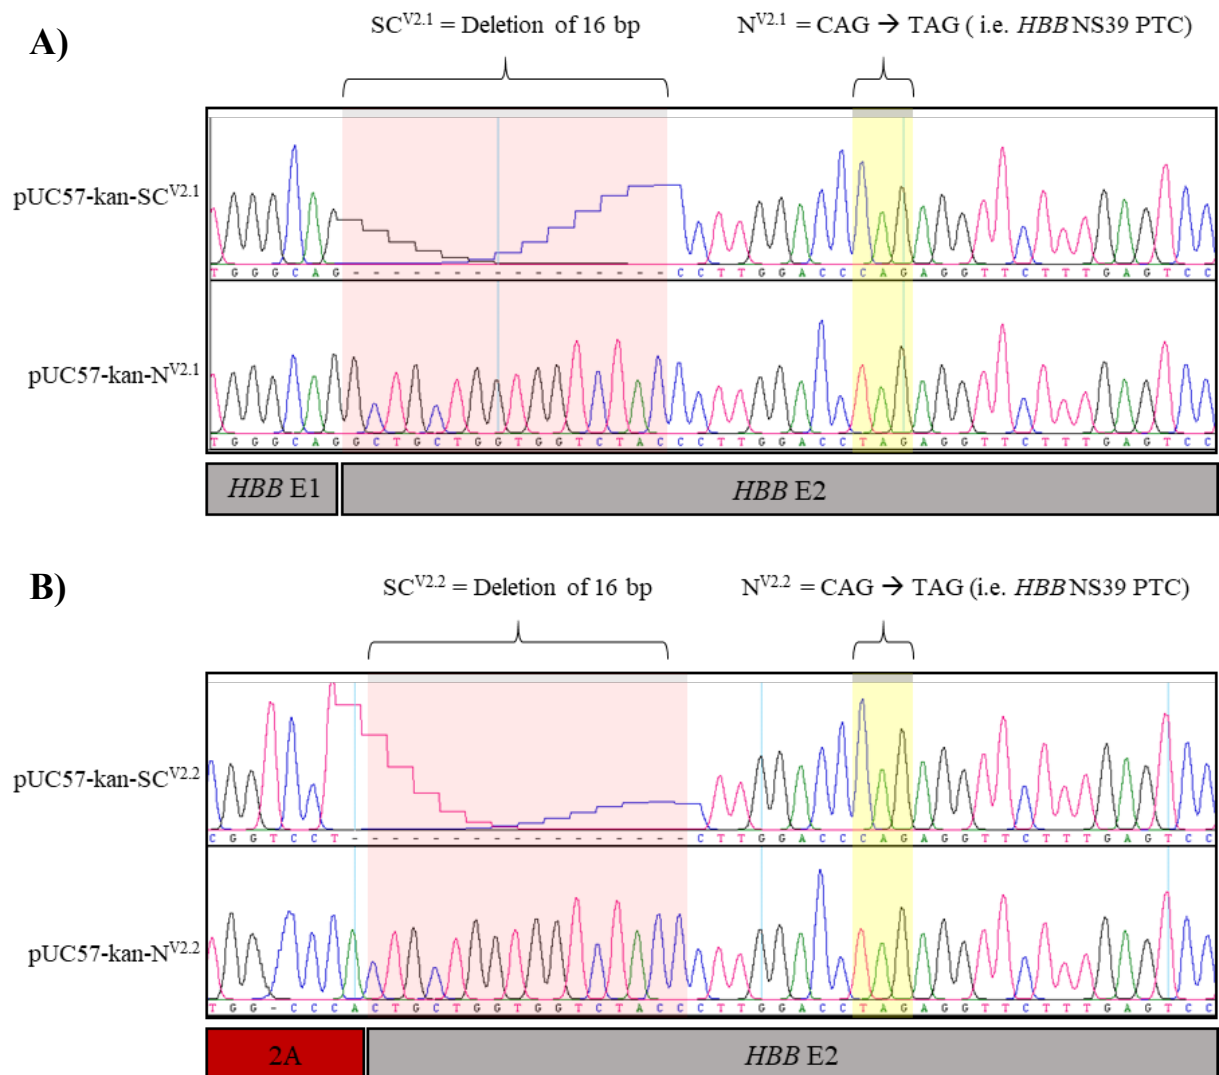 A)
SC^V2.1 = Deletion of 16 bp
N^V2.1 = CAG → TAG ( i.e. HBB NS39 PTC)
pUC57-kan-SC^V2.1
T G G G C A G - - - - - - - - - - - - - - - - C C T T G G A C C C A G A G G T T C T T T G A G T C C
pUC57-kan-N^V2.1
T G G G C A G G C T G C T G G T G G T C T A C C C T T G G A C C T A G A G G T T C T T T G A G T C C
HBB E1
HBB E2
B)
SC^V2.2 = Deletion of 16 bp
N^V2.2 = CAG → TAG (i.e. HBB NS39 PTC)
pUC57-kan-SC^V2.2
C G G T C C T - - - - - - - - - - - - - - - - - C T T G G A C C C A G A G G T T C T T T G A G T C C
pUC57-kan-N^V2.2
T G G - C C C A C T G C T G G T G G T C T A C C C T T G G A C C T A G A G G T T C T T T G A G T C C
2A
HBB E2